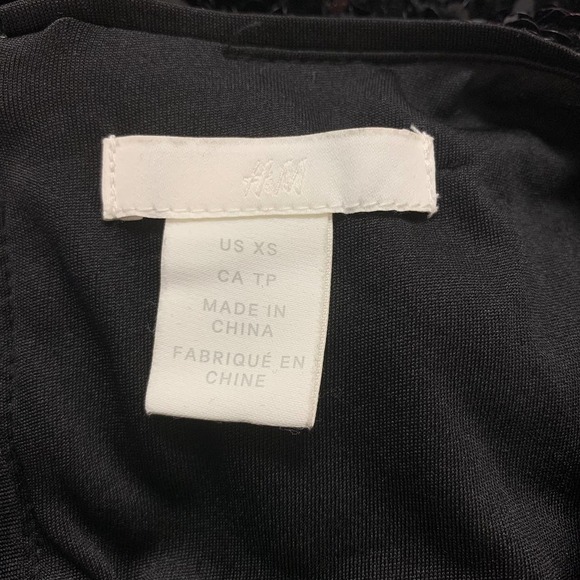 H&M
US XS
CA TP
MADE IN
CHINA
FABRIQUÉ EN
CHINE